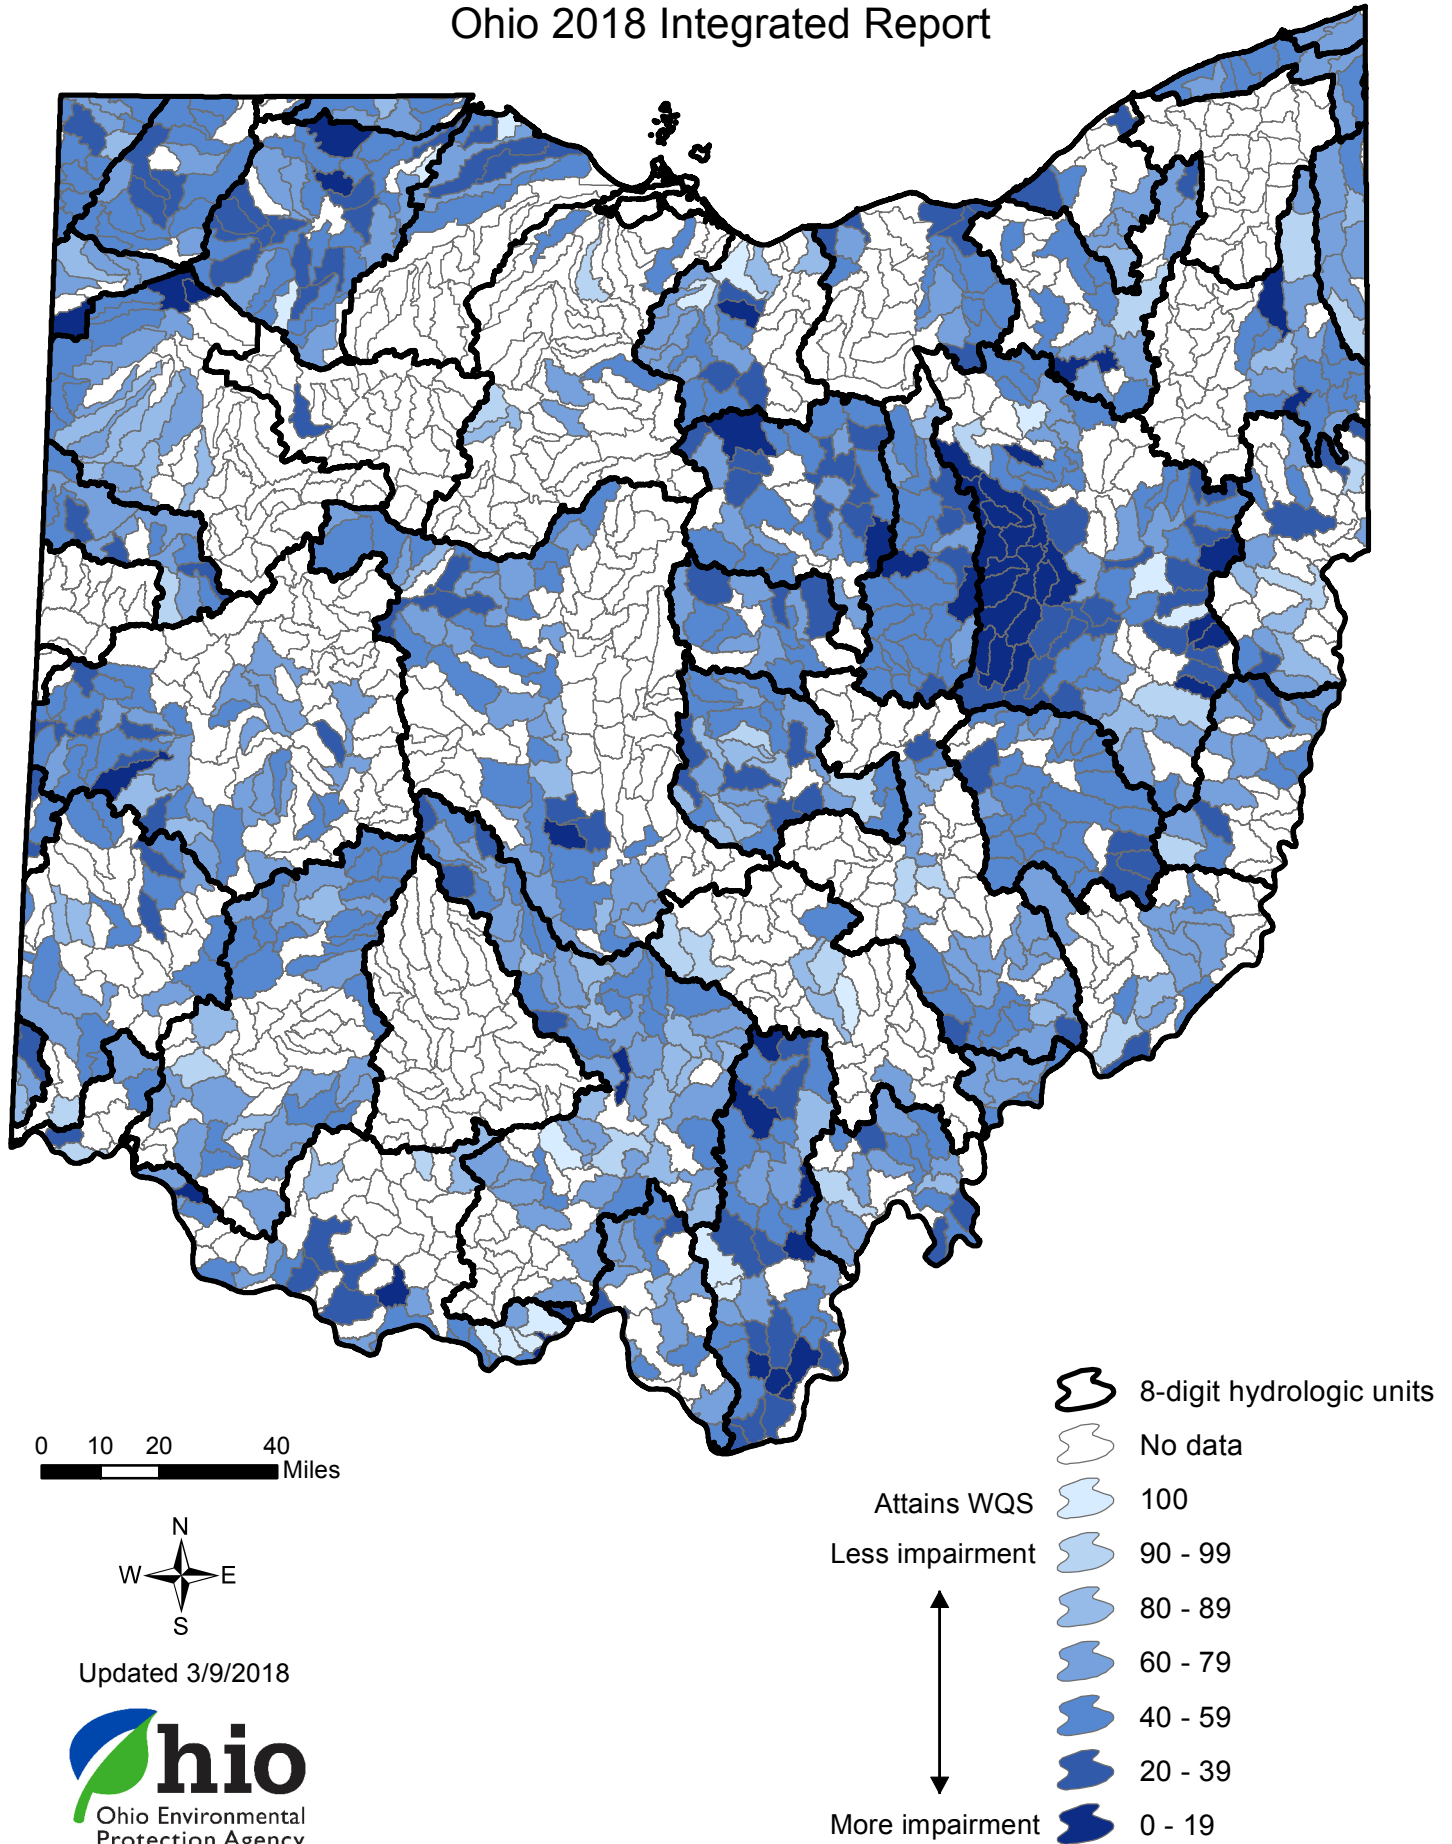 Ohio 2018 Integrated Report
8-digit hydrologic units
No data
Attains WQS
100
Less impairment
90 - 99
80 - 89
60 - 79
40 - 59
20 - 39
More impairment
0 - 19
0 10 20 40
Miles
N
W E
S
Updated 3/9/2018
Ohio
Ohio Environmental
Protection Agency